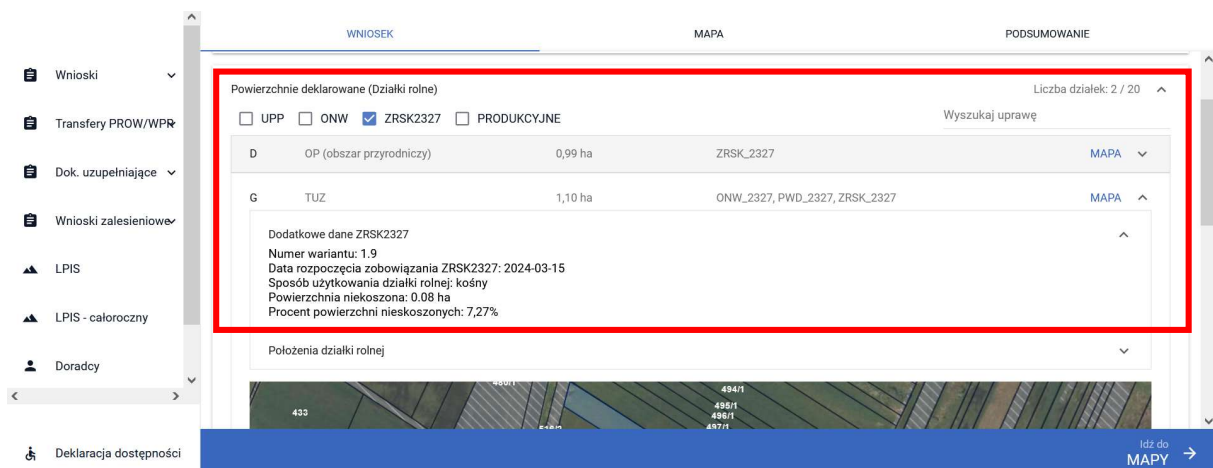 WNIOSEK
MAPA
PODSUMOWANIE
Wnioski
Transfery PROW/WPR
Dok. uzupełniające
Wnioski zalesieniowe
LPIS
LPIS - całoroczny
Doradcy
Deklaracja dostępności
Powierzchnie deklarowane (Działki rolne)
Liczba działek: 2 / 20
UPP ONW ZRSK2327 PRODUKCYJNE
Wyszukaj uprawę
D OP (obszar przyrodniczy) 0,99 ha ZRSK_2327 MAPA
G TUZ 1,10 ha ONW_2327, PWD_2327, ZRSK_2327 MAPA
Dodatkowe dane ZRSK2327
Numer wariantu: 1.9
Data rozpoczęcia zobowiązania ZRSK2327: 2024-03-15
Sposób użytkowania działki rolnej: kośny
Powierzchnia niekoszona: 0.08 ha
Procent powierzchni nieskoszonych: 7,27%
Położenia działki rolnej
494/1
433
495/1
496/1
497/1
Idź do
MAPY